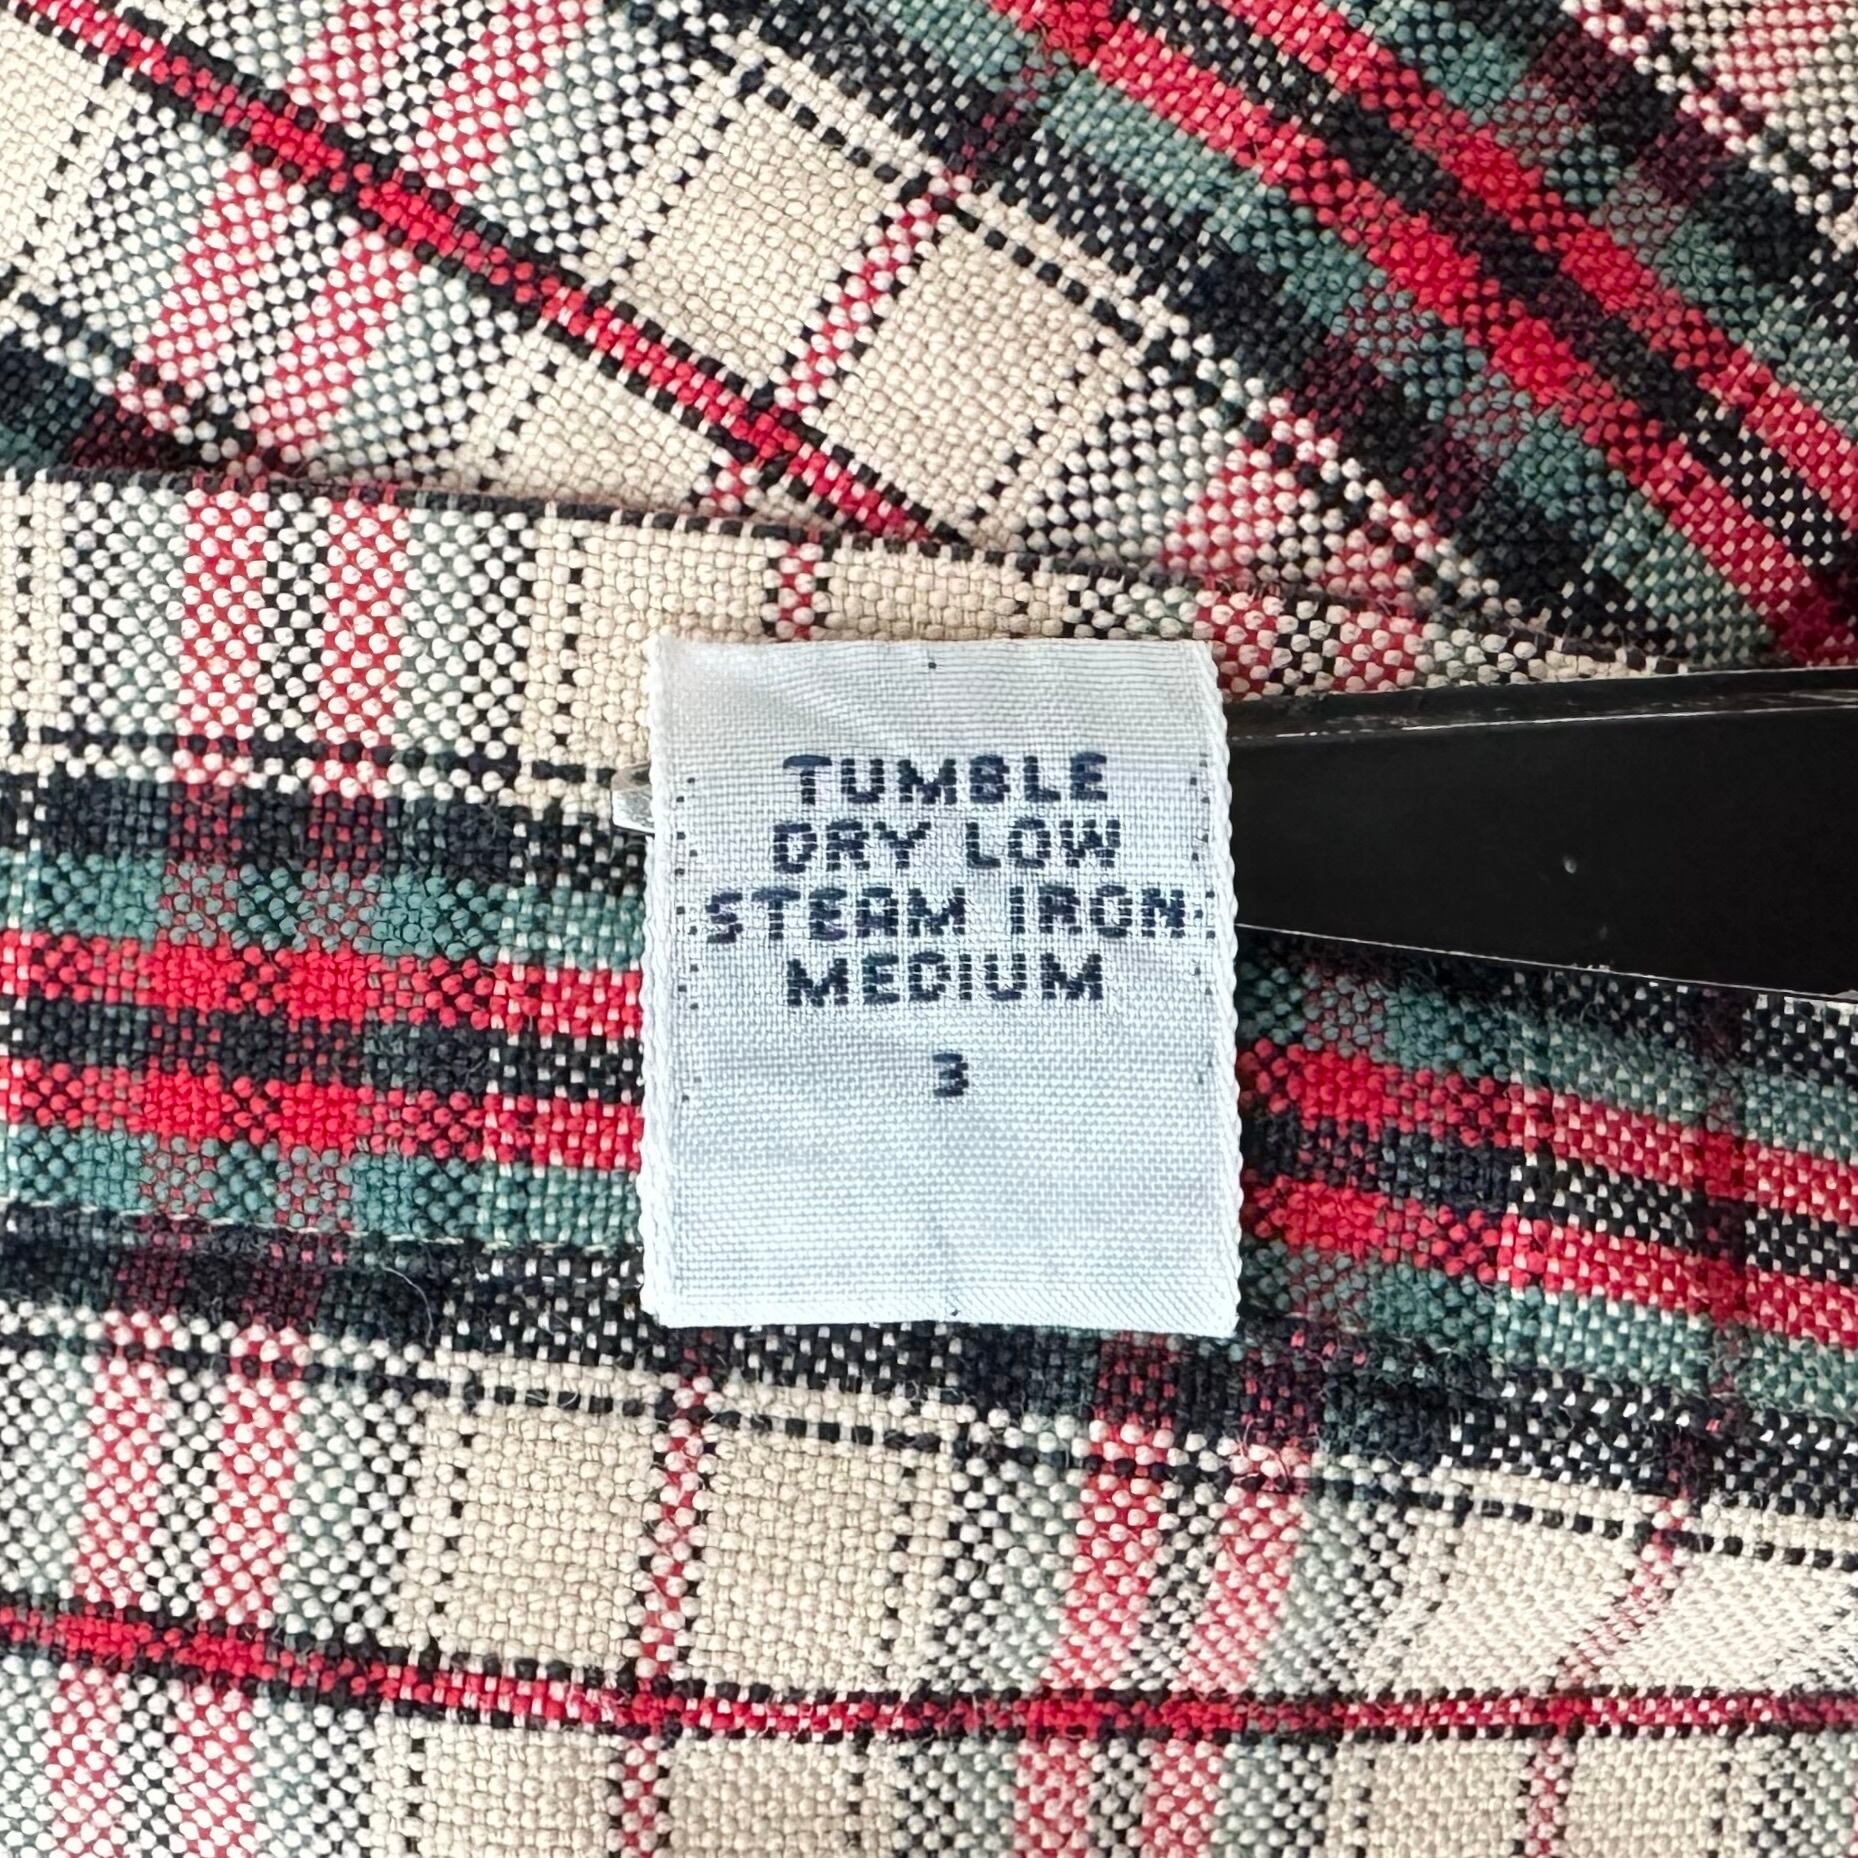 TUMBLE
DRY LOW
STEAM IRON
MEDIUM
3